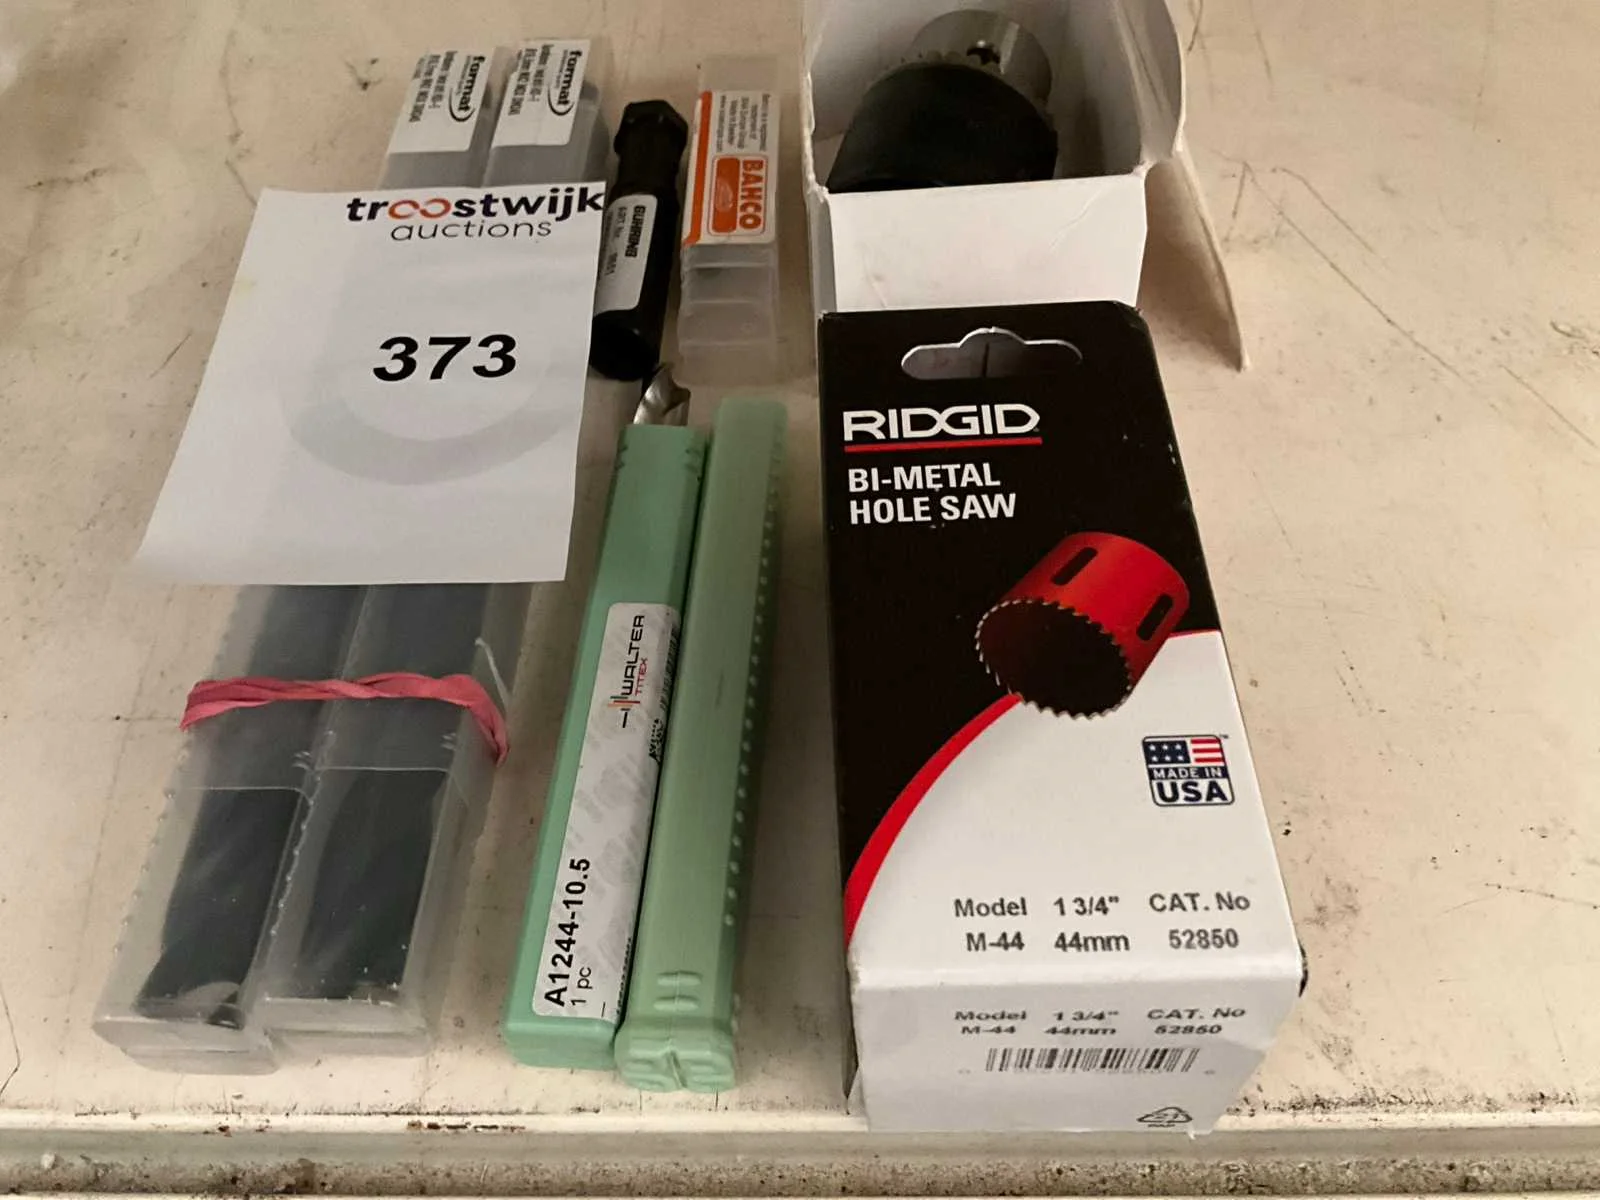 format
format
troostwijk
auctions
373
GUHRING
BAHCO
RIDGID
BI-METAL
HOLE SAW
MADE IN
USA
Model 1 3/4" CAT. No
M-44 44mm 52850
Model 1 3/4" CAT. No
M-44 44mm 52850
WALTER
TITEX
A1244-10.5
1 pc